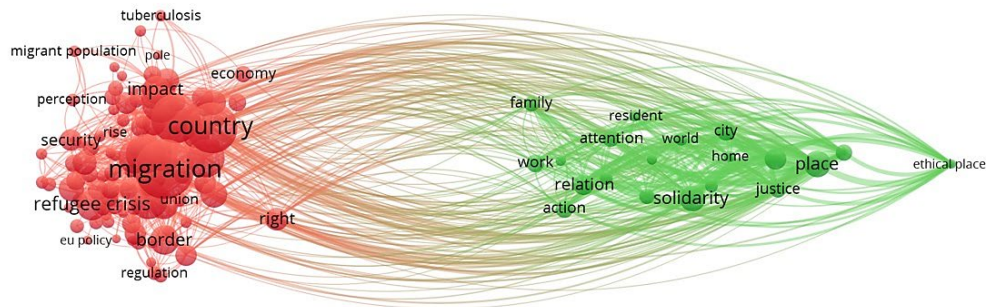 tuberculosis
migrant population
pole
economy
impact
perception
country
rise
security
migration
refugee crisis
union
right
eu policy
border
regulation
family
resident
attention
world
city
work
home
place
ethical place
relation
solidarity
justice
action